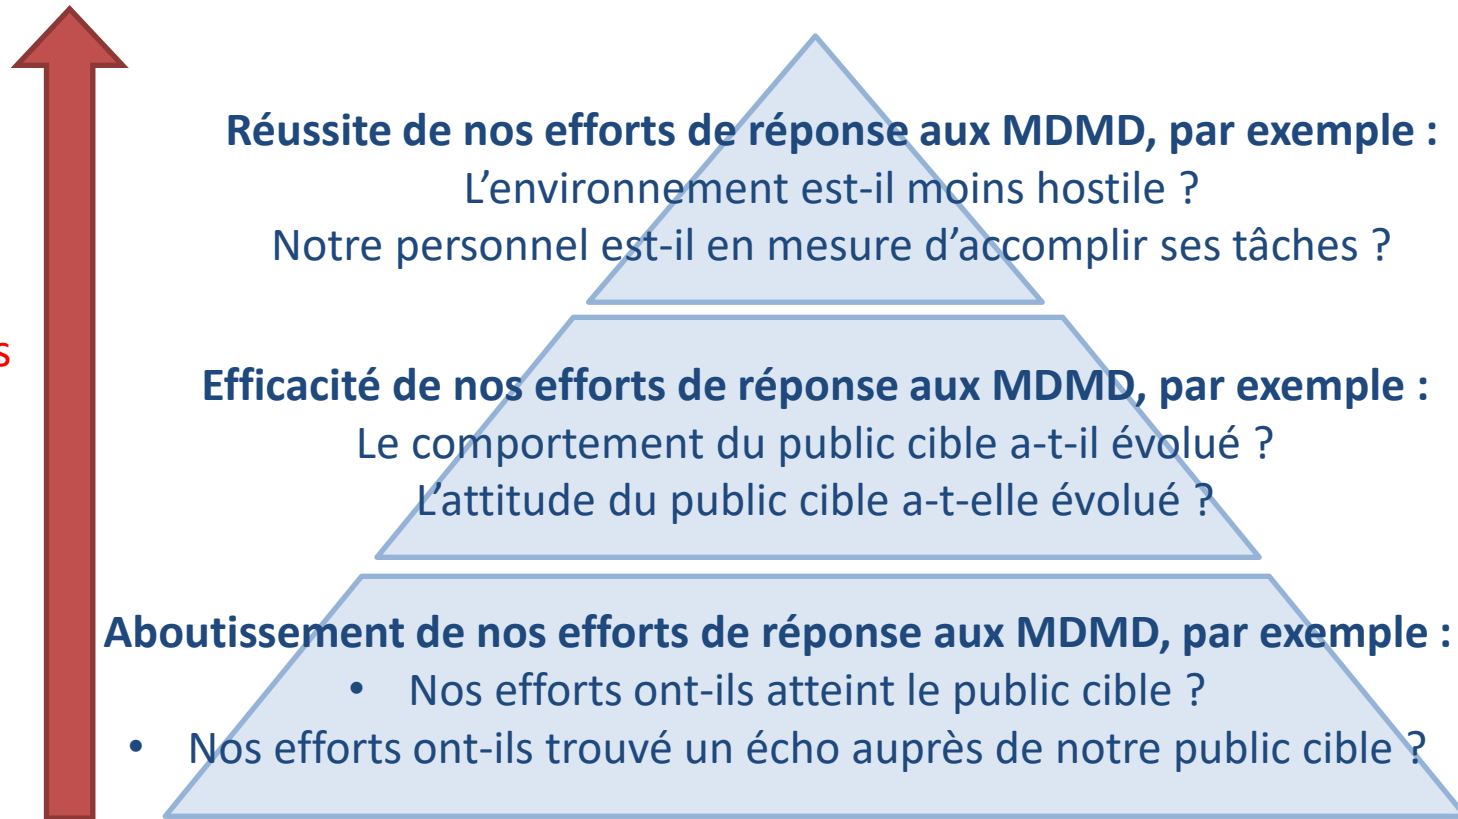 Réussite de nos efforts de réponse aux MDMD, par exemple :
L’environnement est-il moins hostile ?
Notre personnel est-il en mesure d’accomplir ses tâches ?
Efficacité de nos efforts de réponse aux MDMD, par exemple :
Le comportement du public cible a-t-il évolué ?
L’attitude du public cible a-t-elle évolué ?
Aboutissement de nos efforts de réponse aux MDMD, par exemple :
• Nos efforts ont-ils atteint le public cible ?
• Nos efforts ont-ils trouvé un écho auprès de notre public cible ?